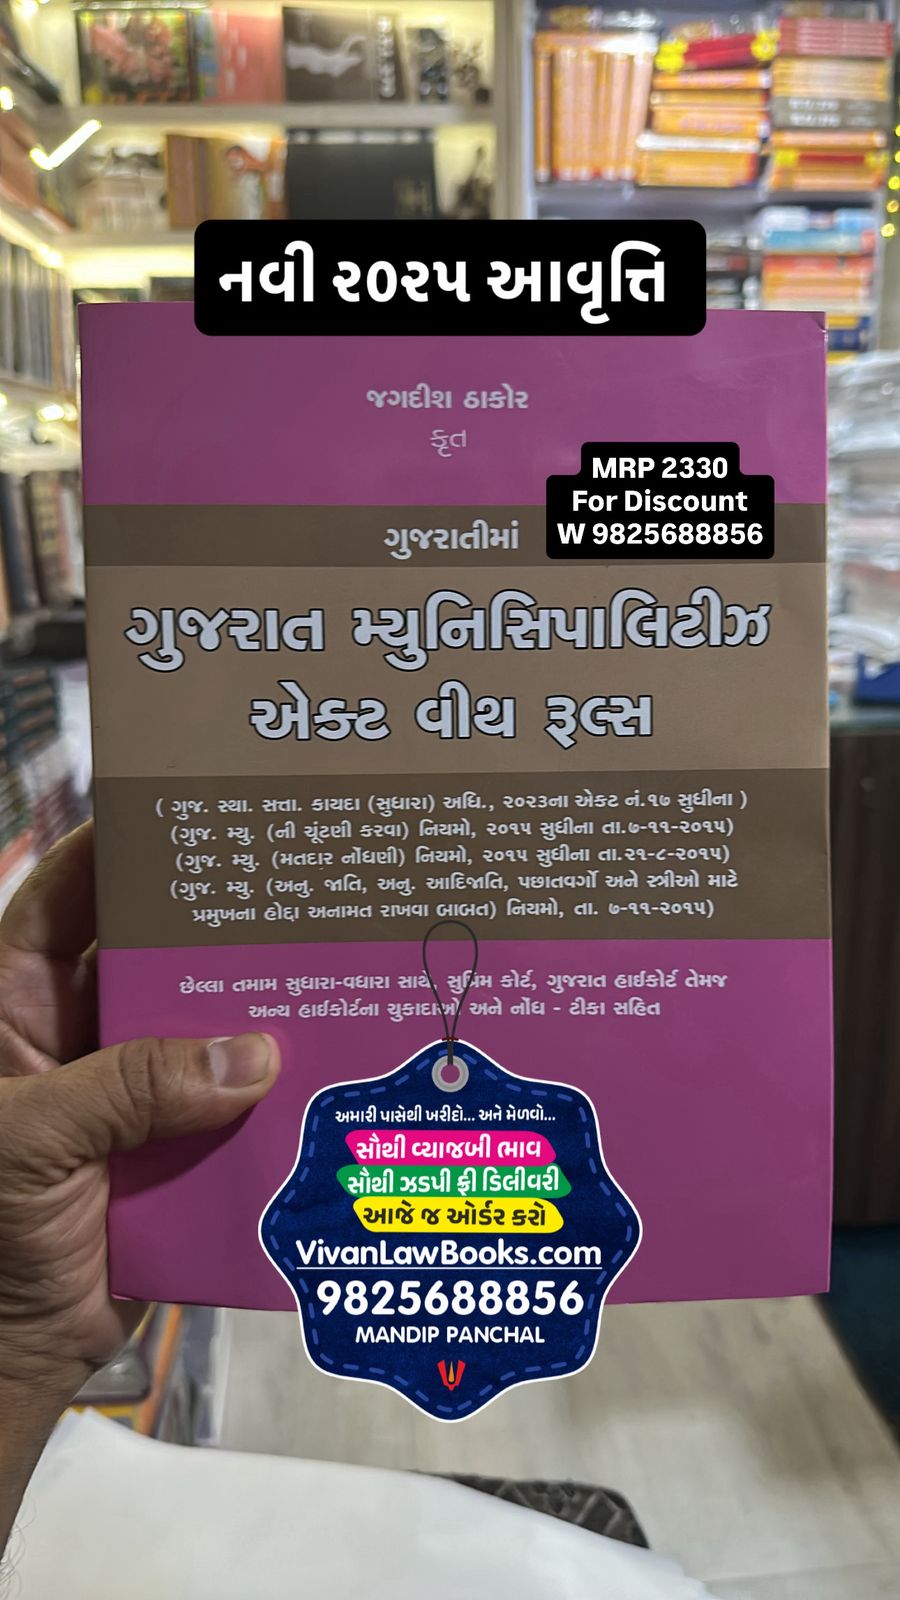 નવી ૨૦૨૫ આવૃત્તિ
જગદીશ ઠાકોર
કૃત
MRP 2330
For Discount
W 9825688856
ગુજરાતીમાં
ગુજરાત મ્યુનિસિપાલિટીઝ
એક્ટ વીથ રૂલ્સ
( ગુજ. સ્થા. સત્તા. કાયદા (સુધારા) અધિ., ૨૦૨૩ના એક્ટ નં.૧૭ સુધીના )
(ગુજ. મ્યુ. (ની ચૂંટણી કરવા) નિયમો, ૨૦૧૫ સુધીના તા.૭-૧૧-૨૦૧૫)
(ગુજ. મ્યુ. (મતદાર નોંધણી) નિયમો, ૨૦૧૫ સુધીના તા.૨૧-૮-૨૦૧૫)
(ગુજ. મ્યુ. (અનુ. જાતિ, અનુ. આદિજાતિ, પછાતવર્ગો અને સ્ત્રીઓ માટે
પ્રમુખના હોદ્દા અનામત રાખવા બાબત) નિયમો, તા. ૭-૧૧-૨૦૧૫)
છેલ્લા તમામ સુધારા-વધારા સાથે, સુપ્રિમ કોર્ટ, ગુજરાત હાઈકોર્ટ તેમજ
અન્ય હાઈકોર્ટના ચુકાદાઓ અને નોંધ - ટીકા સહિત
અમારી પાસેથી ખરીદો... અને મેળવો...
સૌથી વ્યાજબી ભાવ
સૌથી ઝડપી ફ્રી ડિલીવરી
આજે જ ઓર્ડર કરો
VivanLawBooks.com
9825688856
MANDIP PANCHAL